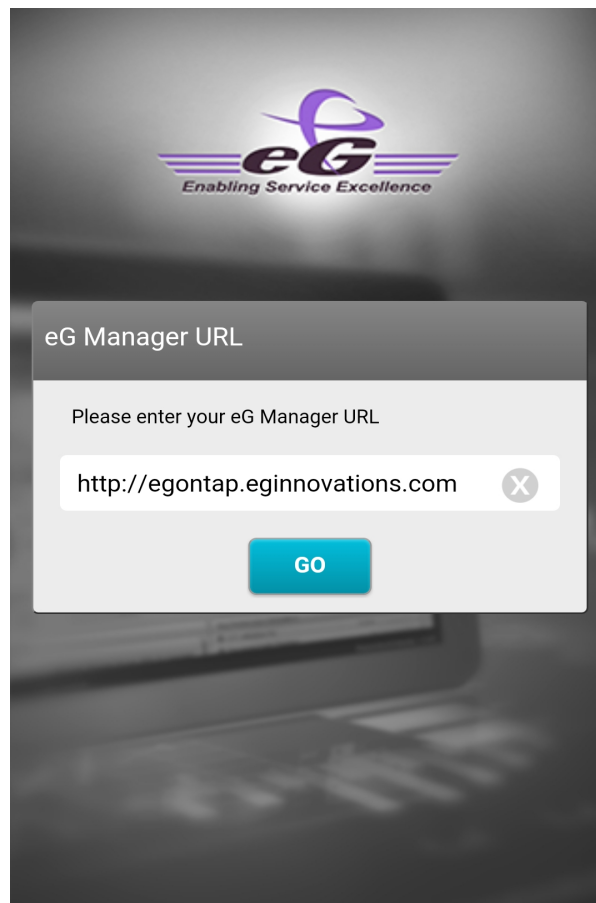 eG
Enabling Service Excellence
eG Manager URL
Please enter your eG Manager URL
http://egontap.eginnovations.com
X
GO